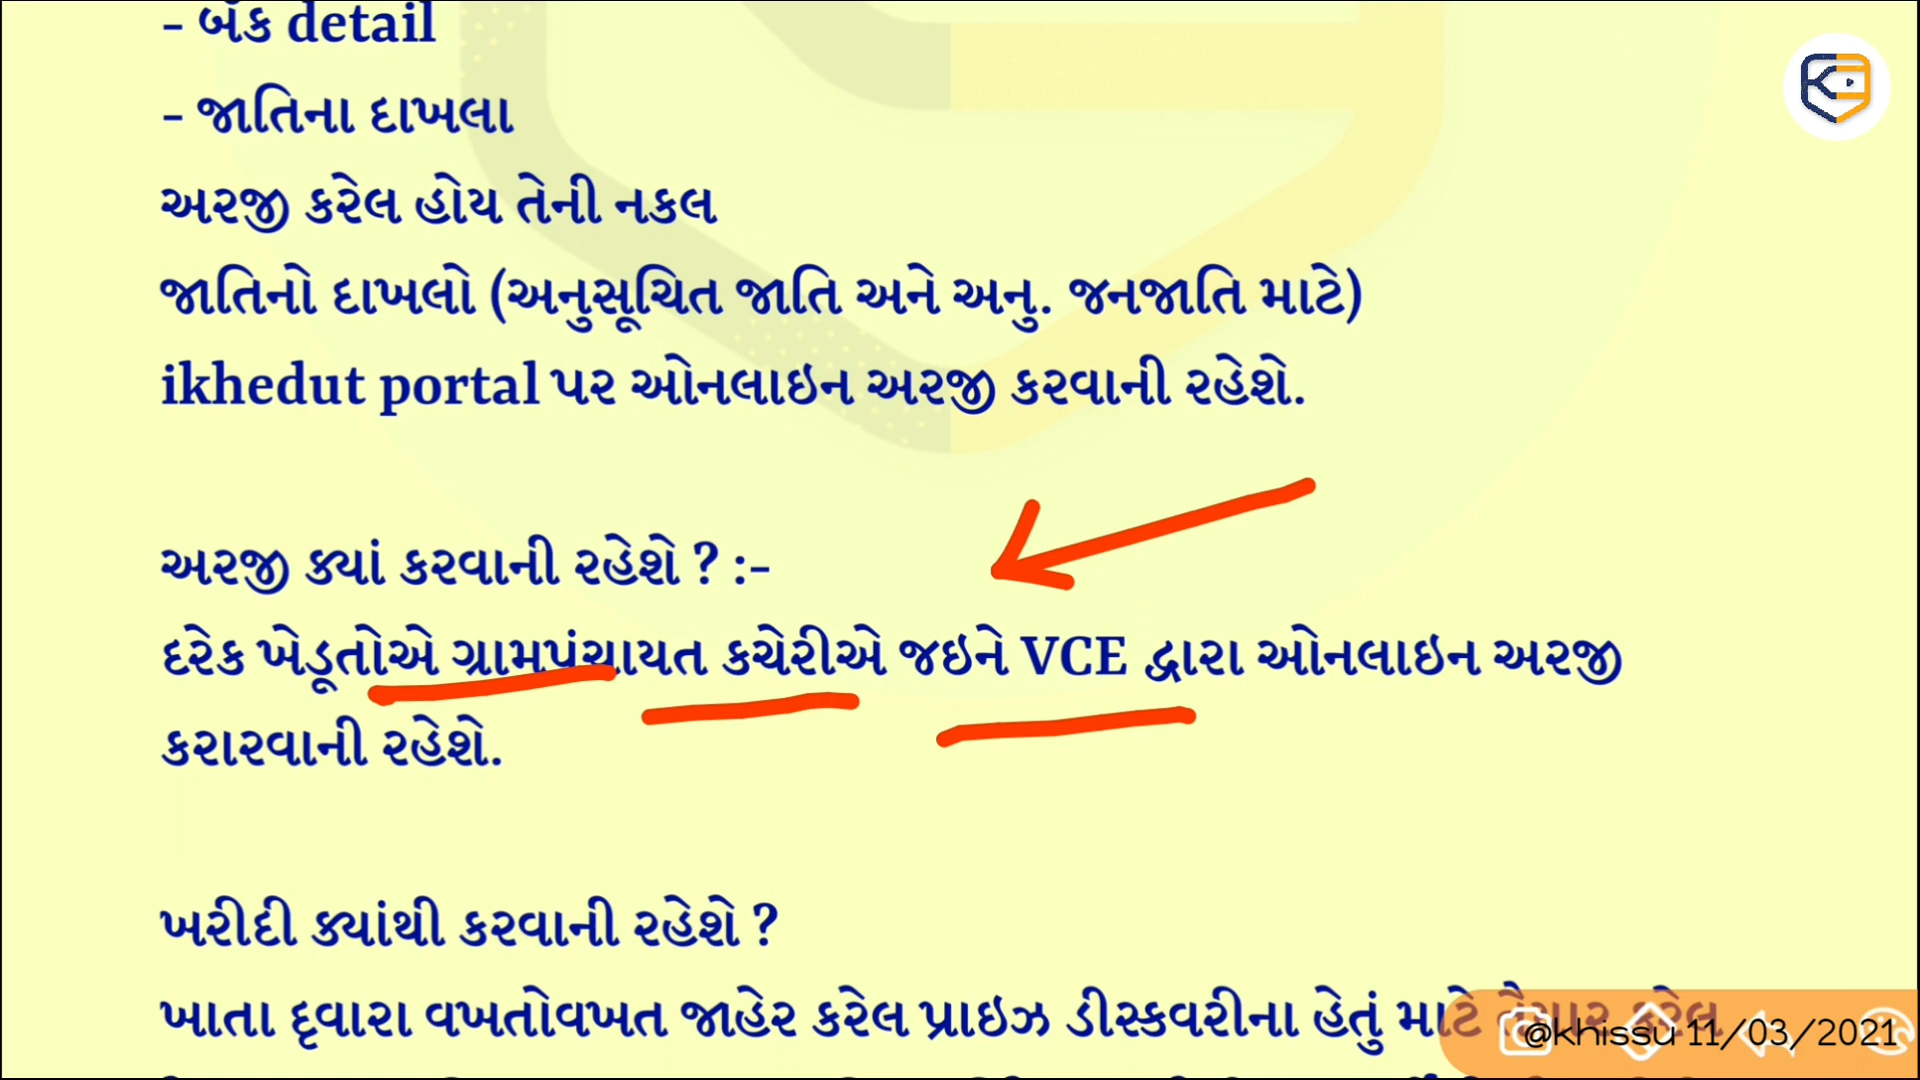 - બેંક detail
- જાતિના દાખલા
અરજી કરેલ હોય તેની નકલ
જાતિનો દાખલો (અનુસૂચિત જાતિ અને અનુ. જનજાતિ માટે)
ikhedut portal પર ઓનલાઇન અરજી કરવાની રહેશે.
અરજી ક્યાં કરવાની રહેશે ? :-
દરેક ખેડૂતોએ ગ્રામપંચાયત કચેરીએ જઇને VCE દ્વારા ઓનલાઇન અરજી
કરારવાની રહેશે.
ખરીદી ક્યાંથી કરવાની રહેશે ?
ખાતા દૃવારા વખતોવખત જાહેર કરેલ પ્રાઇઝ ડીસ્કવરીના હેતું માટે તૈયાર કરેલ
@khissu 11/03/2021